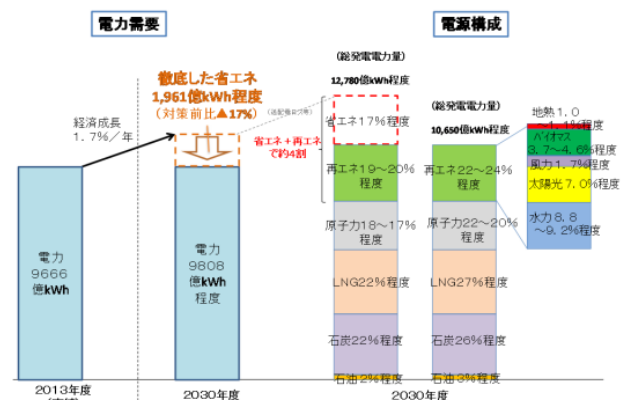 電力需要
電源構成
徹底した省エネ
1,961億kWh程度
(対策前比▲17%)
経済成長
1.7%/年
電力
9666
億kWh
電力
9808
億kWh
程度
2013年度
2030年度
(総発電電力量)
12,780億kWh程度
省エネ17%程度
省エネ+再エネ
で約4割
再エネ19~20%
程度
原子力18~17%
程度
LNG22%程度
石炭22%程度
石油2%程度
(総発電電力量)
10,650億kWh程度
再エネ22~24%
程度
原子力22~20%
程度
LNG27%程度
石炭26%程度
石油3%程度
2030年度
地熱1.0
~1.1%程度
バイオマス
3.7~4.6%程度
風力1.7%程度
太陽光7.0%程度
水力8.8
~9.2%程度